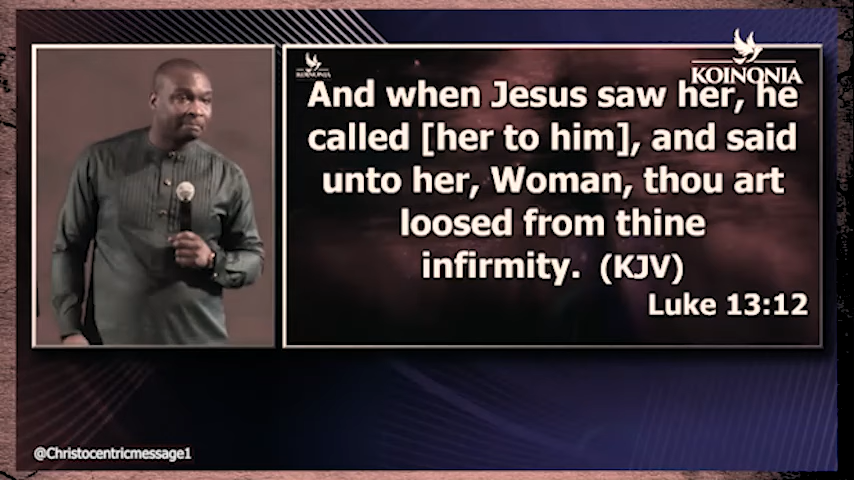 KOINONIA
KOINONIA
And when Jesus saw her, he
called [her to him], and said
unto her, Woman, thou art
loosed from thine
infirmity. (KJV)
Luke 13:12
@Christocentricmessage1